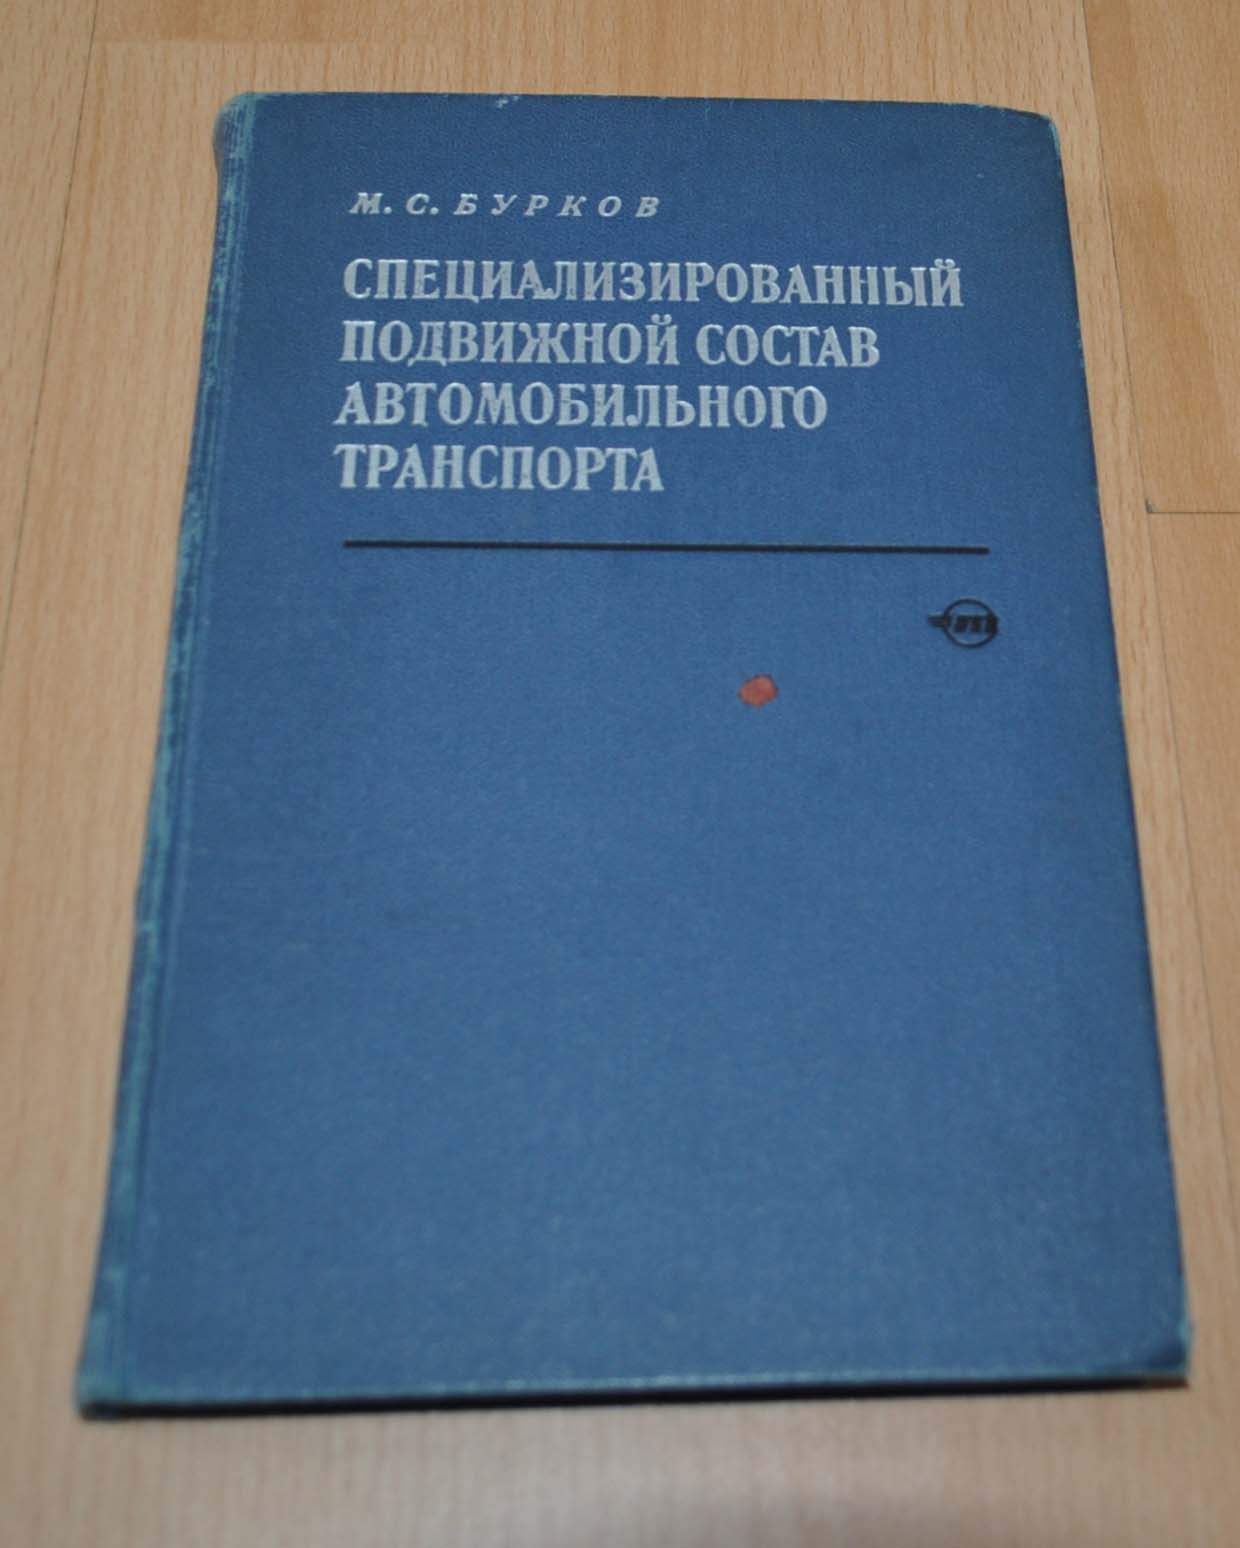 М. С. БУРКОВ
СПЕЦИАЛИЗИРОВАННЫЙ
ПОДВИЖНОЙ СОСТАВ
АВТОМОБИЛЬНОГО
ТРАНСПОРТА